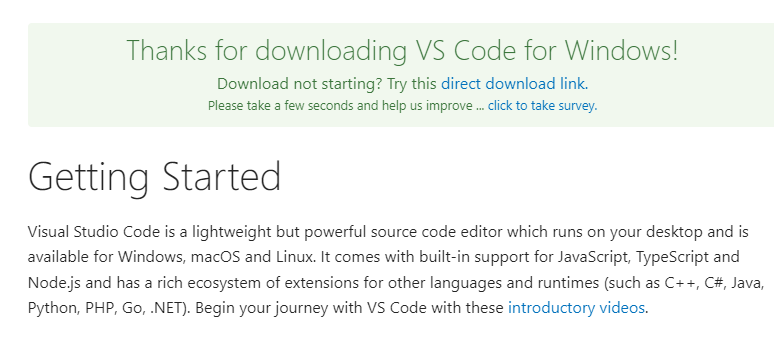 Thanks for downloading VS Code for Windows!
Download not starting? Try this direct download link.
Please take a few seconds and help us improve ... click to take survey.
Getting Started
Visual Studio Code is a lightweight but powerful source code editor which runs on your desktop and is
available for Windows, macOS and Linux. It comes with built-in support for JavaScript, TypeScript and
Node.js and has a rich ecosystem of extensions for other languages and runtimes (such as C++, C#, Java,
Python, PHP, Go, .NET). Begin your journey with VS Code with these introductory videos.